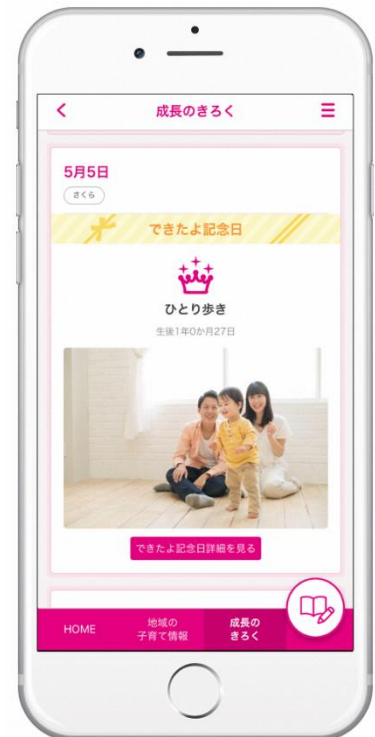 成長のきろく
5月5日
さくら
できたよ記念日
ひとり歩き
生後1年0か月27日
できたよ記念日詳細を見る
HOME
地域の
子育て情報
成長の
きろく